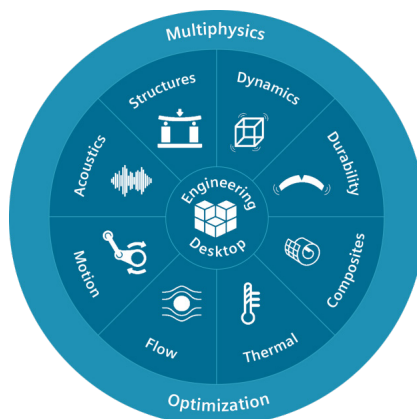 Multiphysics
Structures
Dynamics
Acoustics
Durability
Engineering
Desktop
Motion
Composites
Flow
Thermal
Optimization